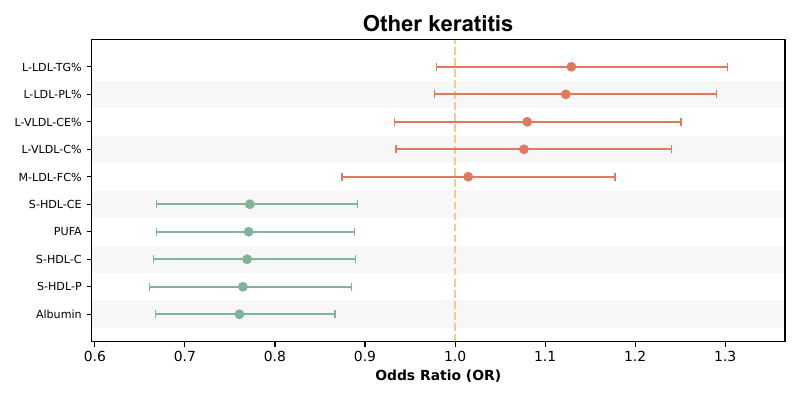 Other keratitis
L-LDL-TG%
L-LDL-PL%
L-VLDL-CE%
L-VLDL-C%
M-LDL-FC%
S-HDL-CE
PUFA
S-HDL-C
S-HDL-P
Albumin
0.6 0.7 0.8 0.9 1.0 1.1 1.2 1.3
Odds Ratio (OR)